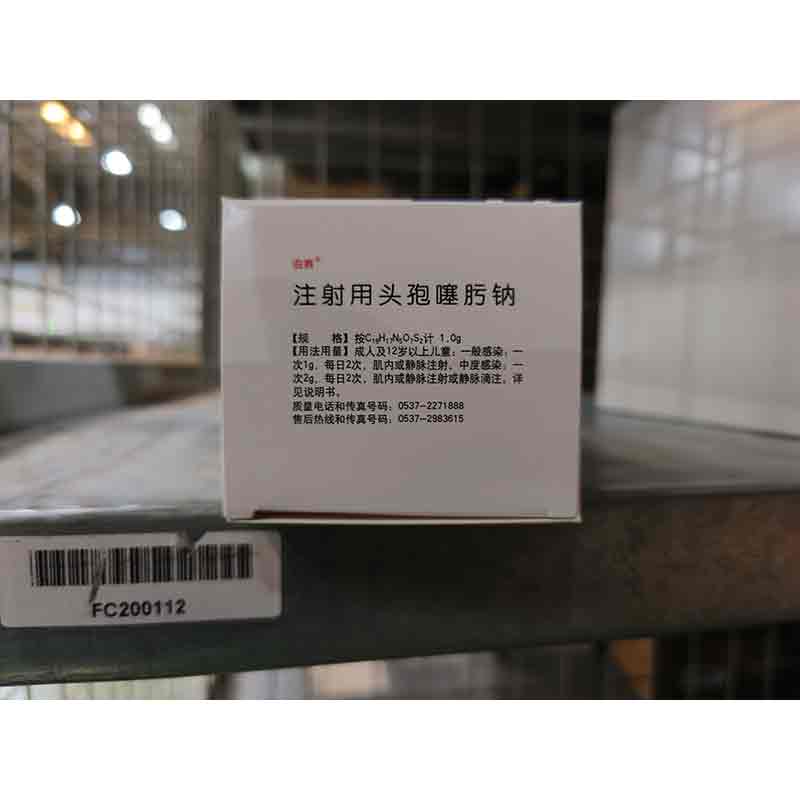 注射用头孢噻肟钠
【规　　格】按C₁₆H₁₇N₅O₇S₂计 1.0g
【用法用量】成人及12岁以上儿童：一般感染：一
次1g，每日2次，肌内或静脉注射。中度感染：一
次2g，每日2次，肌内或静脉注射或静脉滴注。详
见说明书。
质量电话和传真号码：0537-2271888
售后热线和传真号码：0537-2983615
FC200112